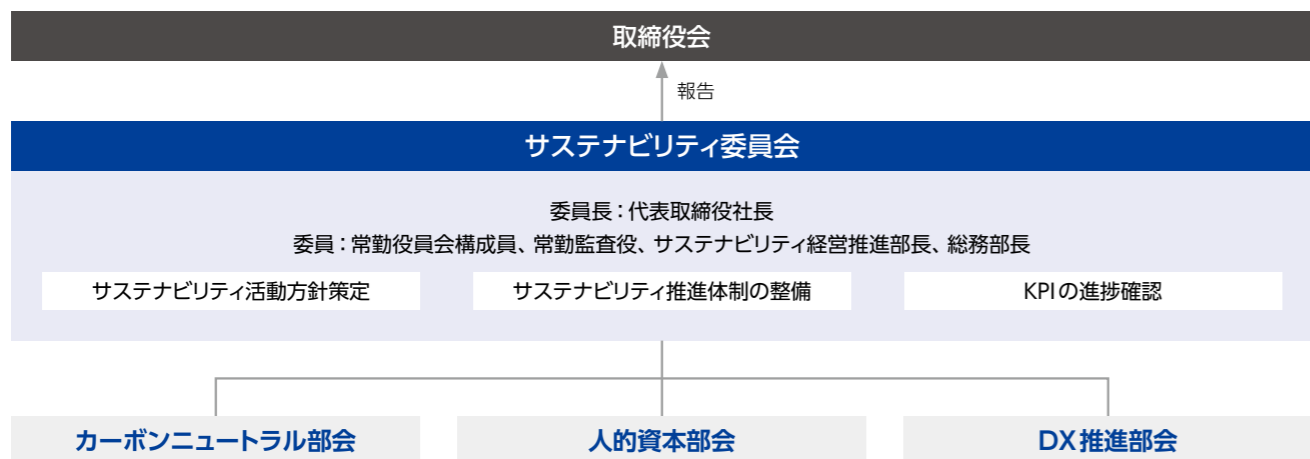 取締役会
報告
サステナビリティ委員会
委員長：代表取締役社長
委員：常勤役員会構成員、常勤監査役、サステナビリティ経営推進部長、総務部長
サステナビリティ活動方針策定
サステナビリティ推進体制の整備
KPIの進捗確認
カーボンニュートラル部会
人的資本部会
DX推進部会